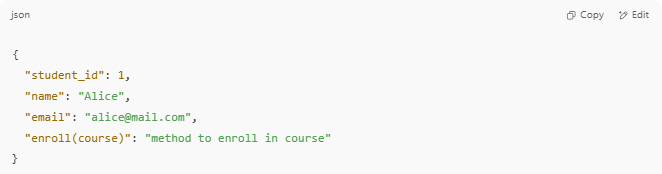 json
Copy
Edit
{
"student_id": 1,
"name": "Alice",
"email": "alice@mail.com",
"enroll(course)": "method to enroll in course"
}